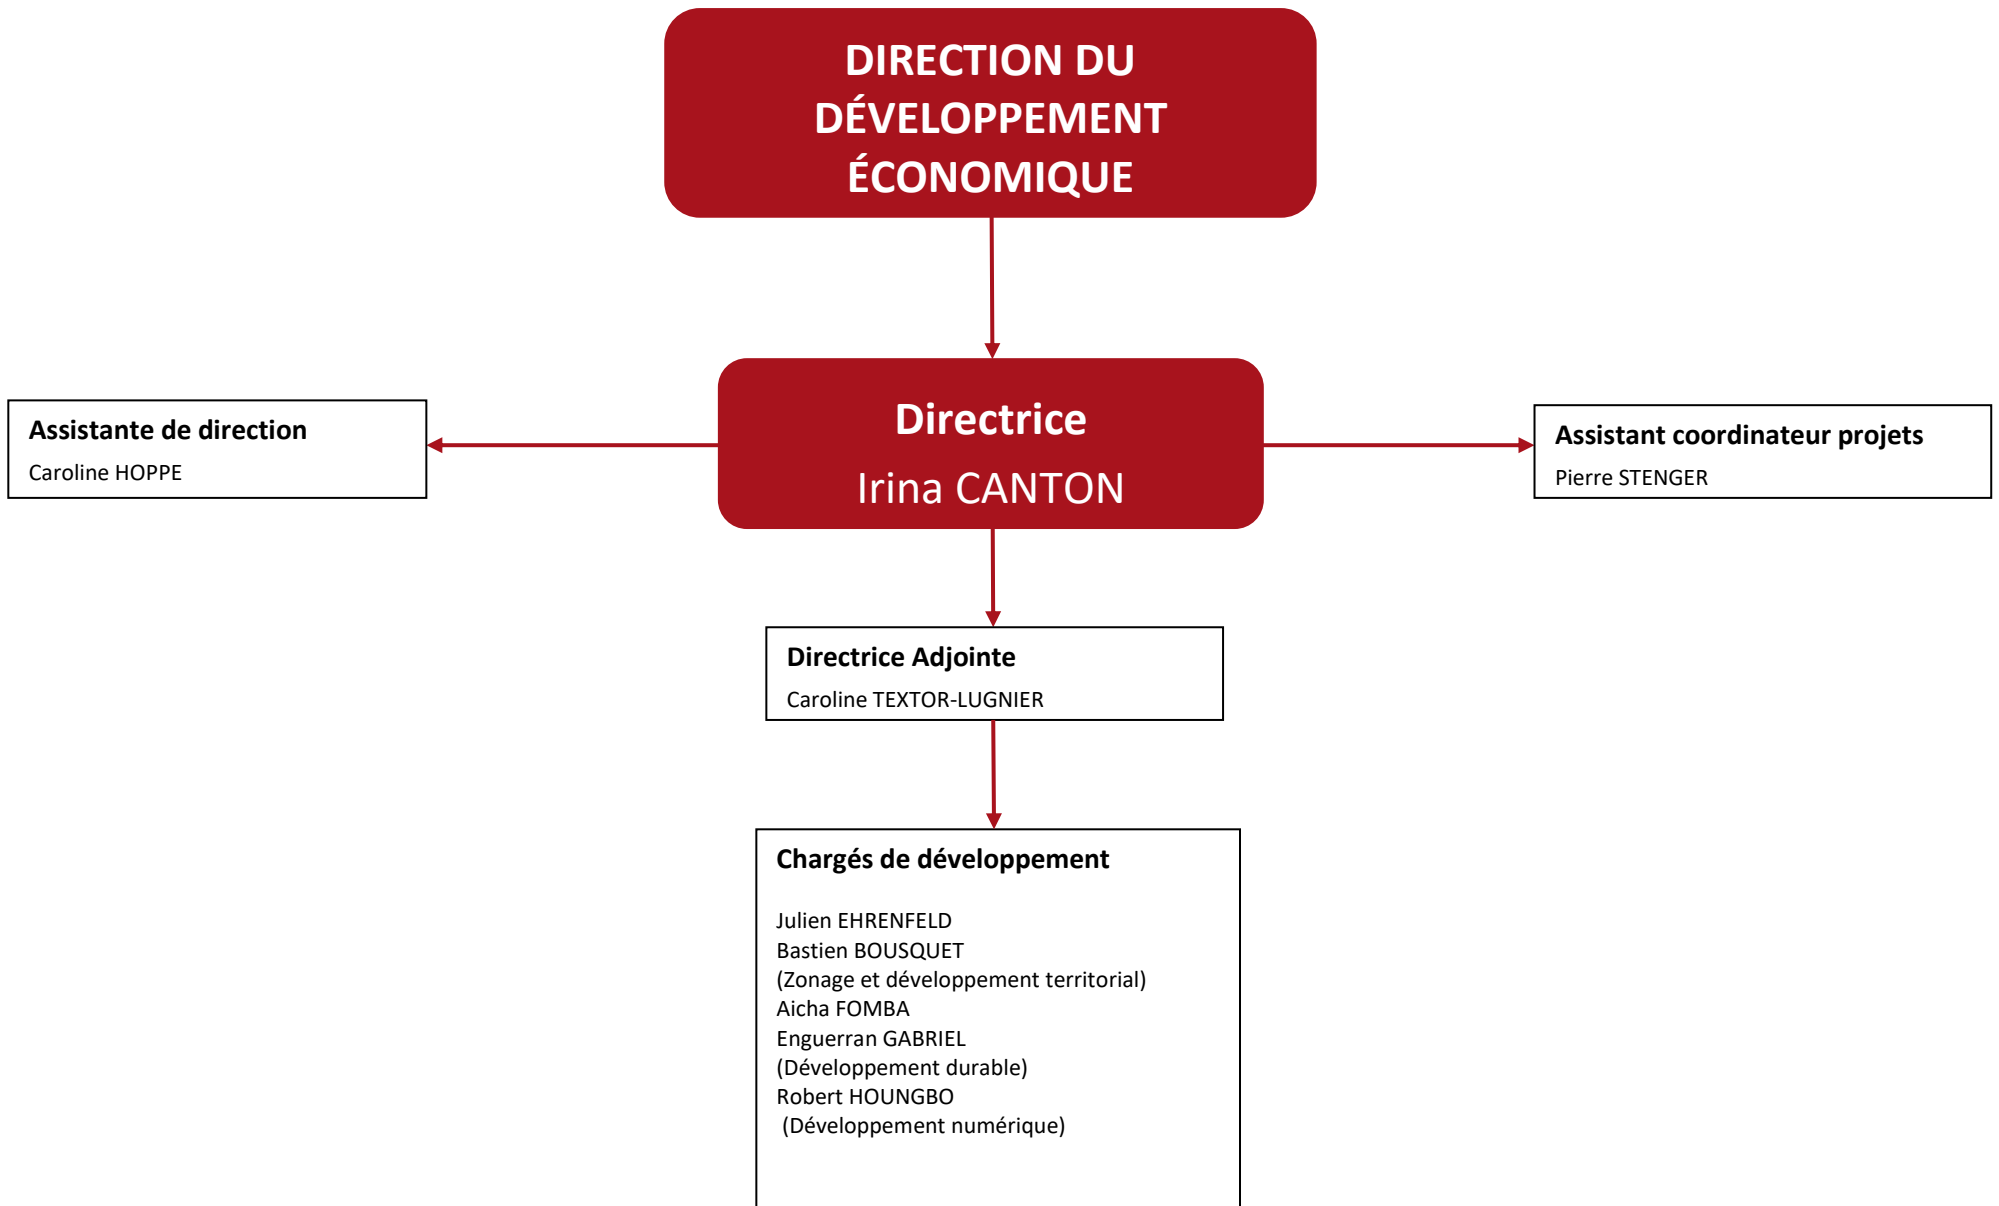 DIRECTION DU
DÉVELOPPEMENT
ÉCONOMIQUE
Directrice
Irina CANTON
Assistante de direction
Caroline HOPPE
Assistant coordinateur projets
Pierre STENGER
Directrice Adjointe
Caroline TEXTOR-LUGNIER
Chargés de développement
Julien EHRENFELD
Bastien BOUSQUET
(Zonage et développement territorial)
Aicha FOMBA
Enguerran GABRIEL
(Développement durable)
Robert HOUNGBO
(Développement numérique)